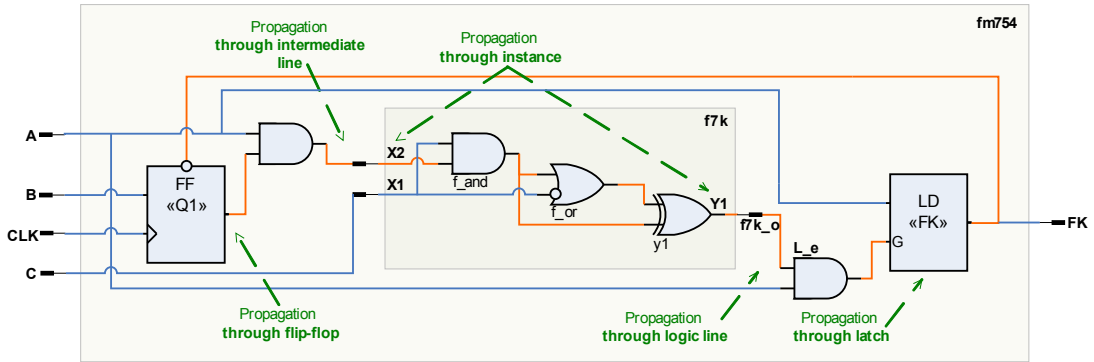 fm754
Propagation
through intermediate
line
Propagation
through instance
f7k
A
X2
X1
f_and
f_or
Y1
y1
f7k_o
FF
«Q1»
B
CLK
C
L_e
LD
«FK»
G
FK
Propagation
through flip-flop
Propagation
through logic line
Propagation
through latch